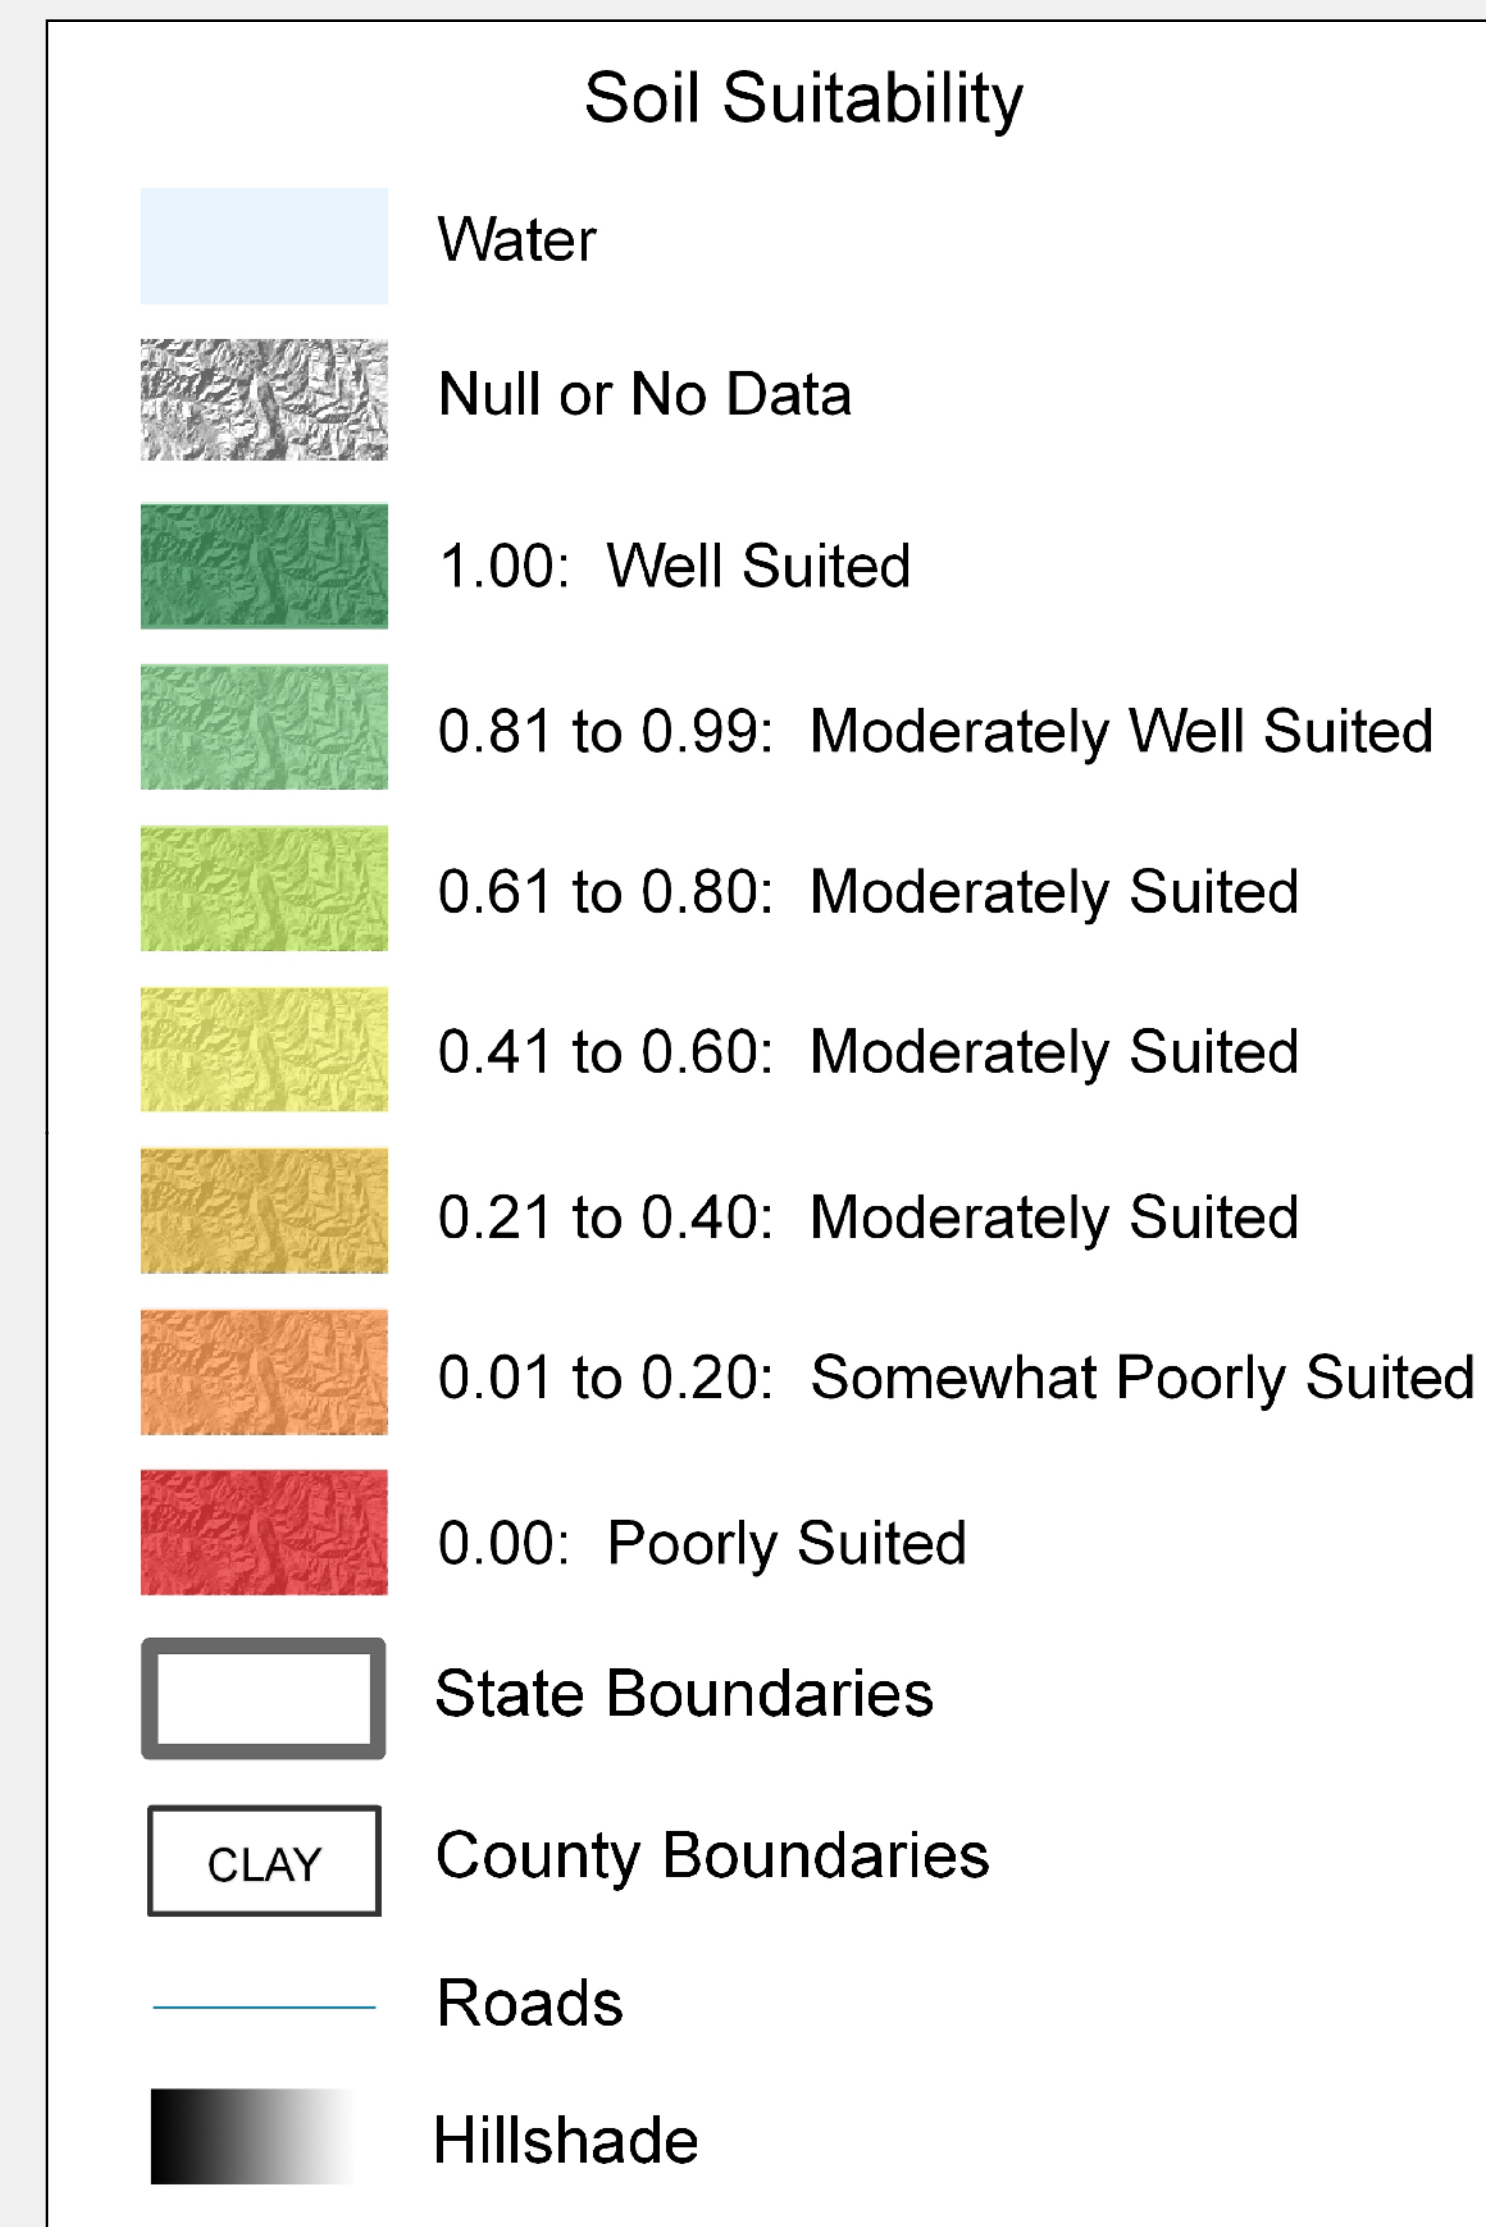 Soil Suitability
Water
Null or No Data
1.00: Well Suited
0.81 to 0.99: Moderately Well Suited
0.61 to 0.80: Moderately Suited
0.41 to 0.60: Moderately Suited
0.21 to 0.40: Moderately Suited
0.01 to 0.20: Somewhat Poorly Suited
0.00: Poorly Suited
State Boundaries
CLAY County Boundaries
Roads
Hillshade